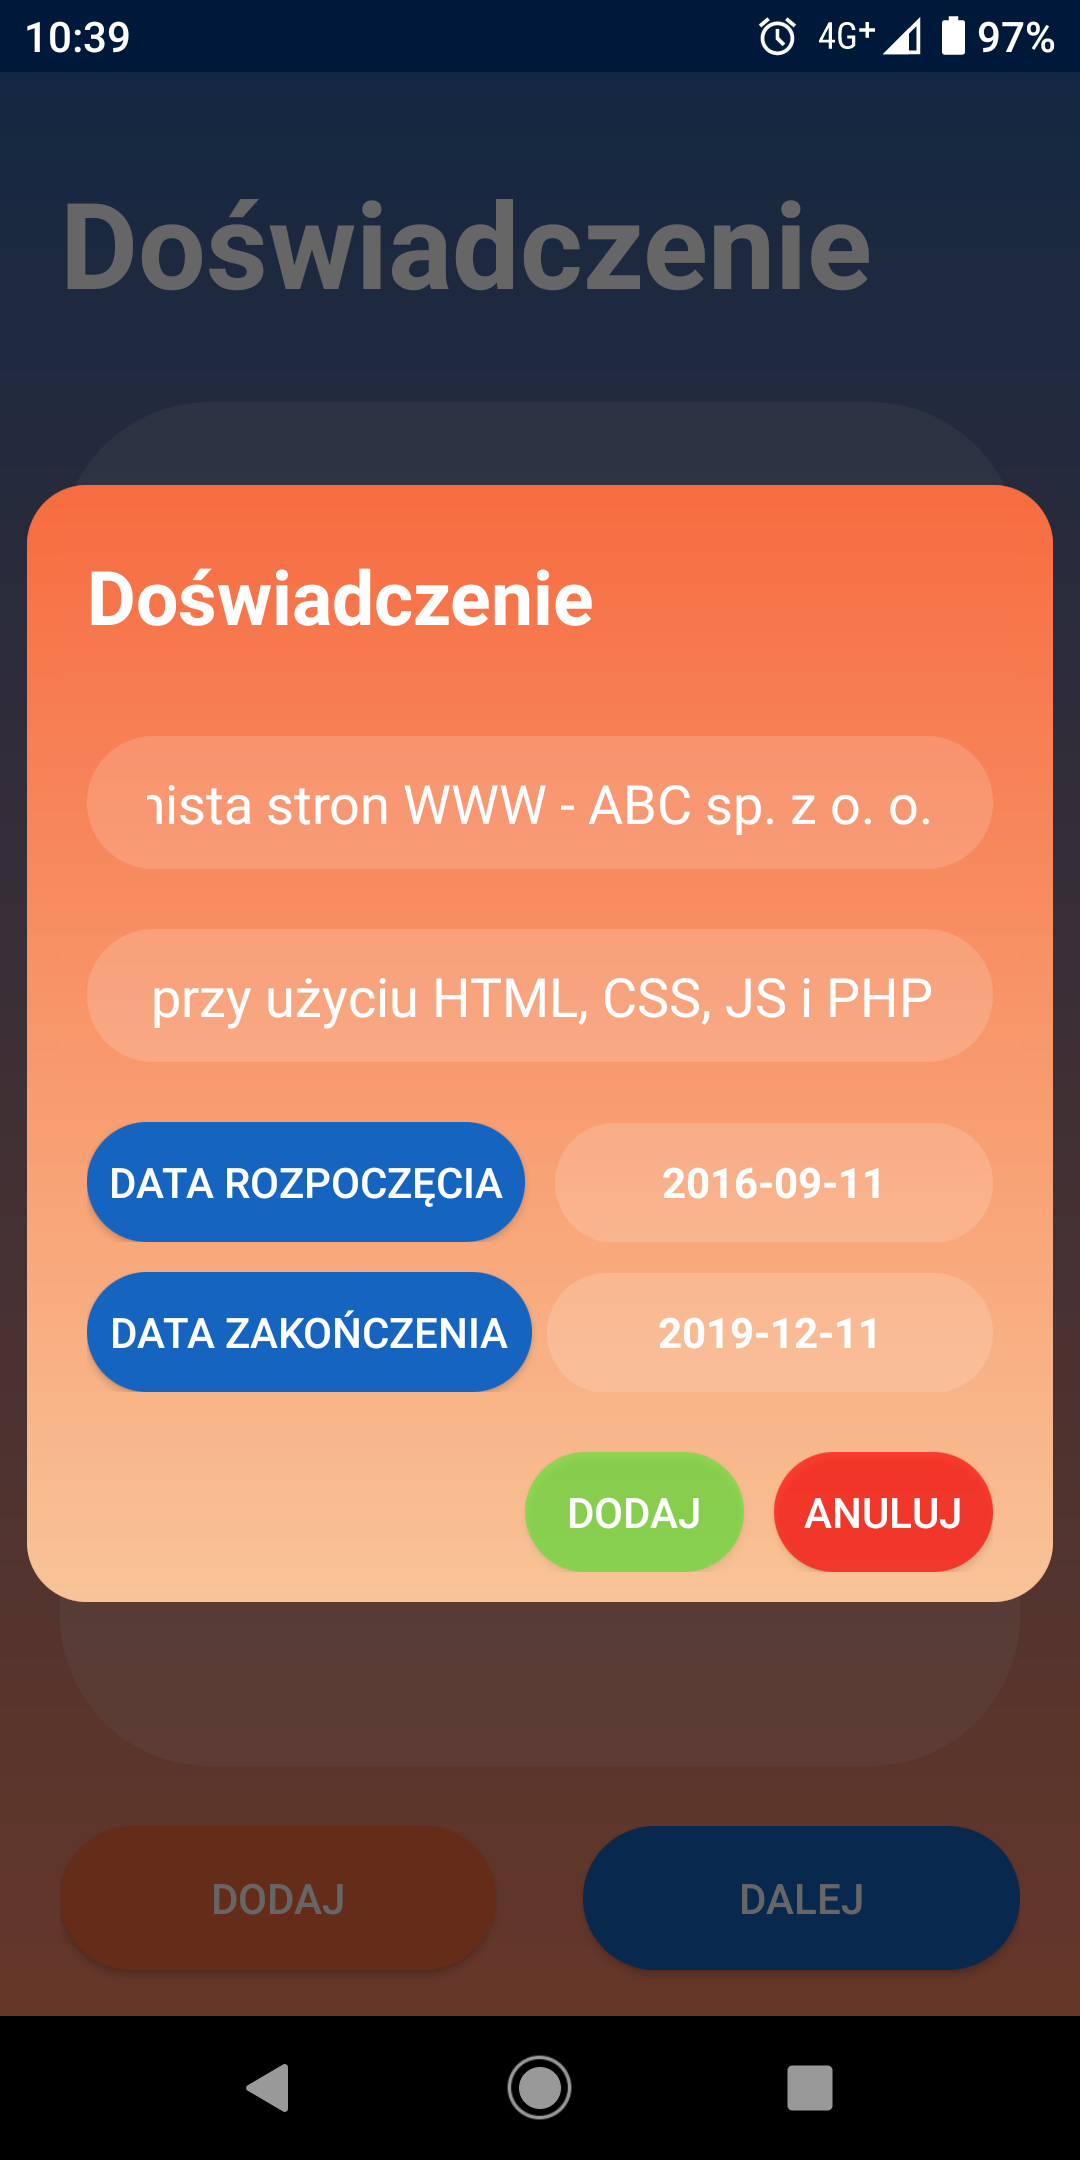 10:39
4G+
97%
Doświadczenie
Doświadczenie
stron WWW - ABC sp. z o. o.
przy użyciu HTML, CSS, JS i PHP
DATA ROZPOCZĘCIA
2016-09-11
DATA ZAKOŃCZENIA
2019-12-11
DODAJ
ANULUJ
DODAJ
DALEJ